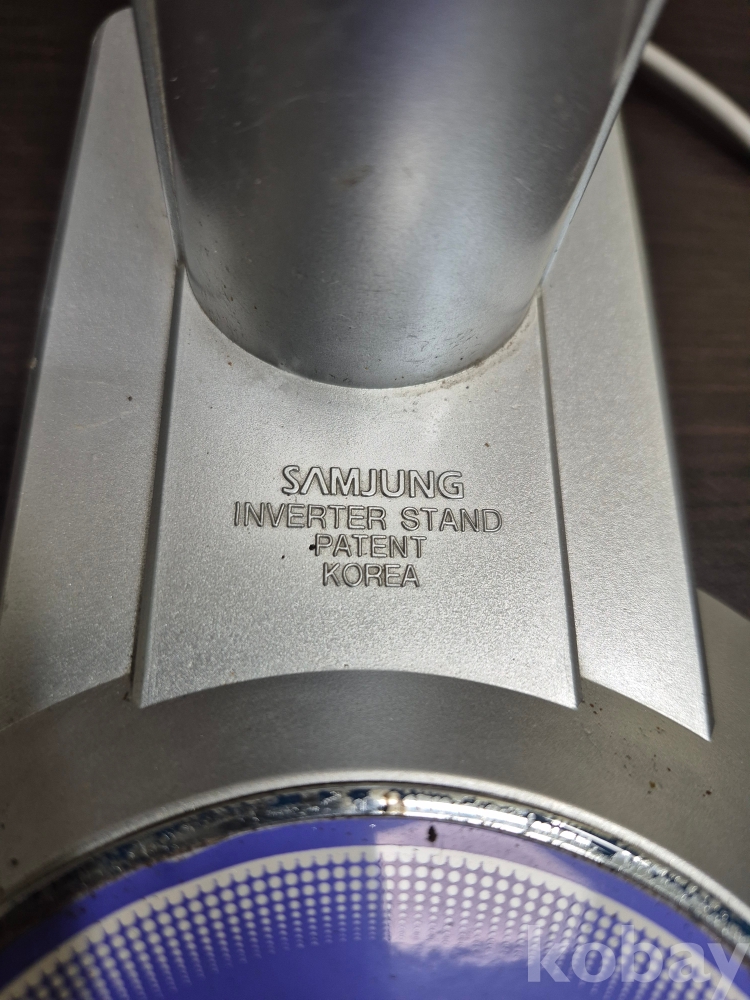 SAMJUNG
INVERTER STAND
PATENT
KOREA
kobay